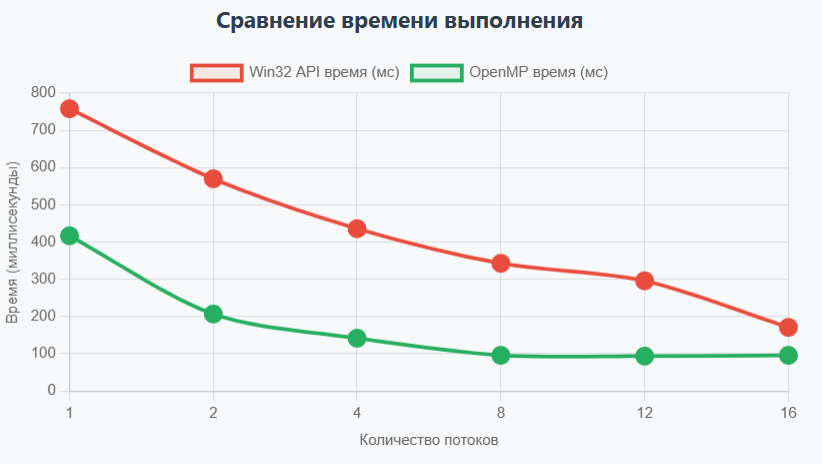 Сравнение времени выполнения
Win32 API время (мс) OpenMP время (мс)
Время (миллисекунды)
800
700
600
500
400
300
200
100
0
1 2 4 8 12 16
Количество потоков